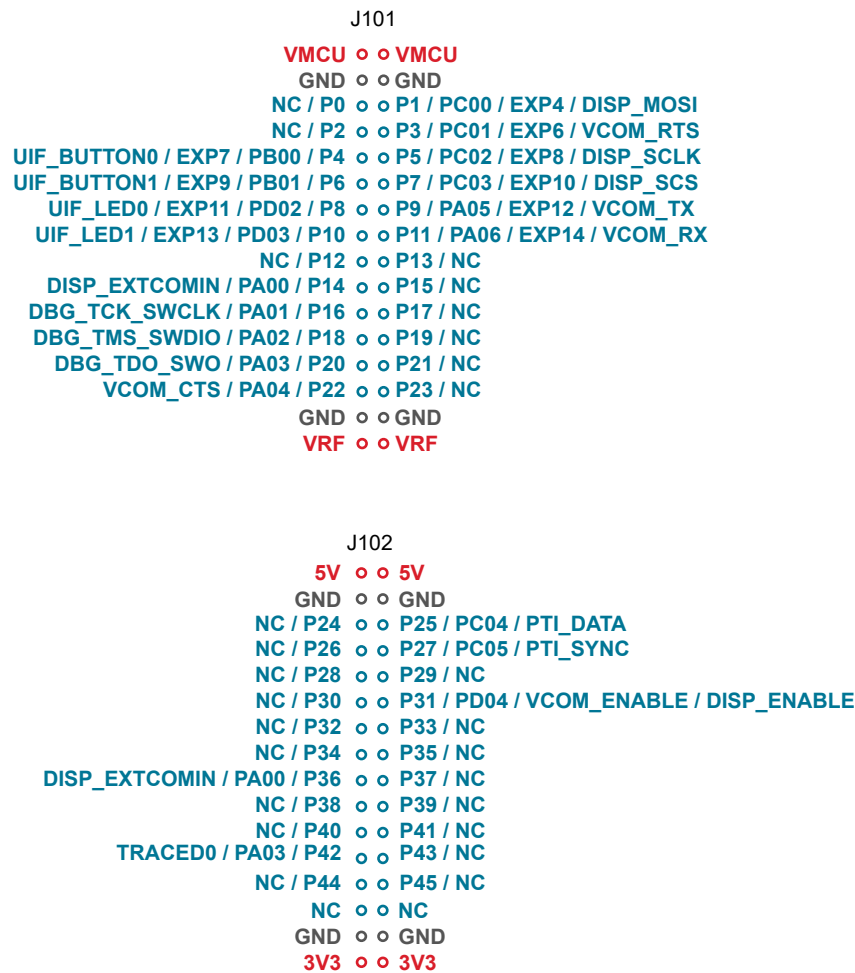 J101
VMCU VMCU
GND GND
NC / P0 P1 / PC00 / EXP4 / DISP_MOSI
NC / P2 P3 / PC01 / EXP6 / VCOM_RTS
UIF_BUTTON0 / EXP7 / PB00 / P4 P5 / PC02 / EXP8 / DISP_SCLK
UIF_BUTTON1 / EXP9 / PB01 / P6 P7 / PC03 / EXP10 / DISP_SCS
UIF_LED0 / EXP11 / PD02 / P8 P9 / PA05 / EXP12 / VCOM_TX
UIF_LED1 / EXP13 / PD03 / P10 P11 / PA06 / EXP14 / VCOM_RX
NC / P12 P13 / NC
DISP_EXTCOMIN / PA00 / P14 P15 / NC
DBG_TCK_SWCLK / PA01 / P16 P17 / NC
DBG_TMS_SWDIO / PA02 / P18 P19 / NC
DBG_TDO_SWO / PA03 / P20 P21 / NC
VCOM_CTS / PA04 / P22 P23 / NC
GND GND
VRF VRF
J102
5V 5V
GND GND
NC / P24 P25 / PC04 / PTI_DATA
NC / P26 P27 / PC05 / PTI_SYNC
NC / P28 P29 / NC
NC / P30 P31 / PD04 / VCOM_ENABLE / DISP_ENABLE
NC / P32 P33 / NC
NC / P34 P35 / NC
DISP_EXTCOMIN / PA00 / P36 P37 / NC
NC / P38 P39 / NC
NC / P40 P41 / NC
TRACED0 / PA03 / P42 P43 / NC
NC / P44 P45 / NC
NC NC
GND GND
3V3 3V3